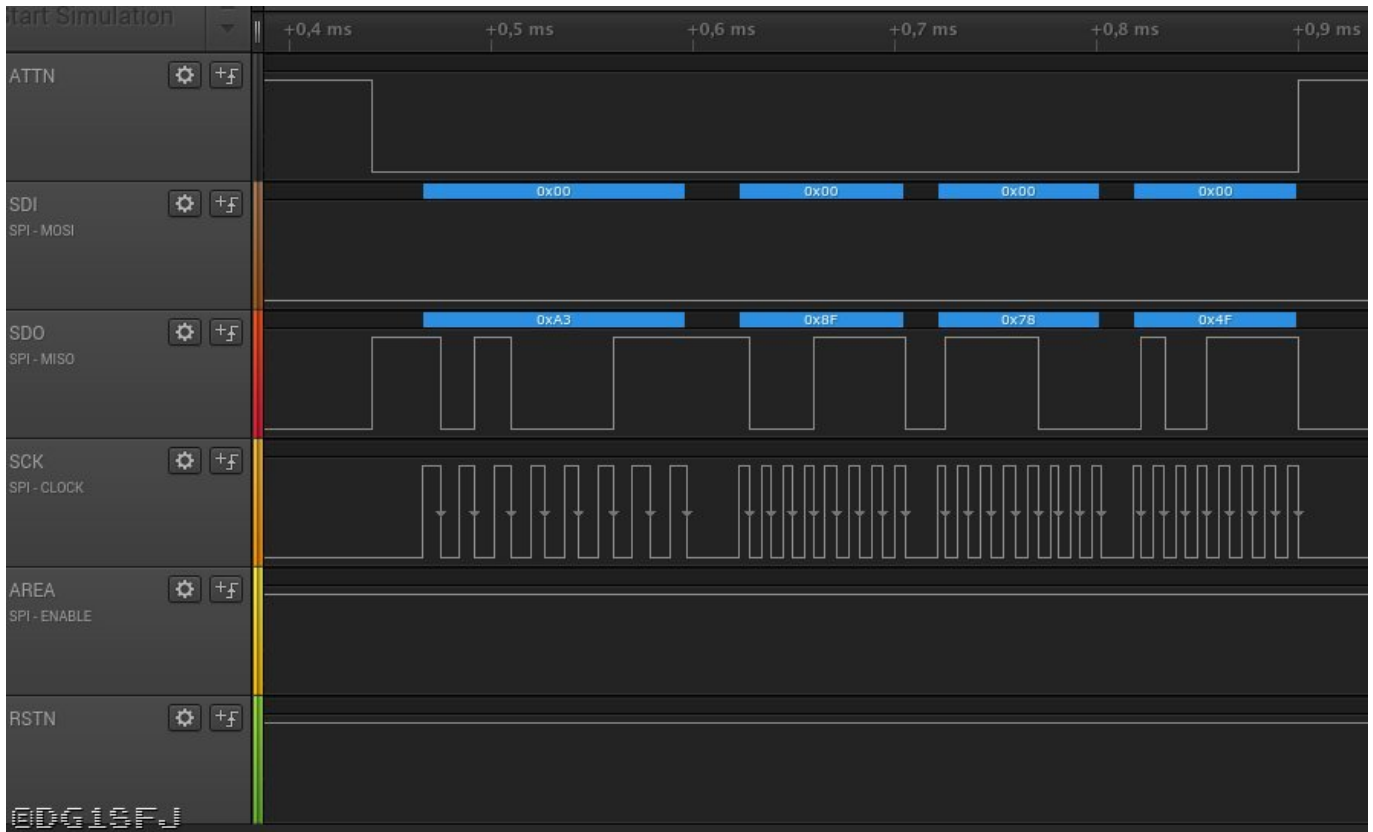 Start Simulation
+0,4 ms +0,5 ms +0,6 ms +0,7 ms +0,8 ms +0,9 ms
ATTN
SDI
SPI - MOSI
0x00 0x00 0x00 0x00
SDO
SPI - MISO
0xA3 0x8F 0x78 0x4F
SCK
SPI - CLOCK
AREA
SPI - ENABLE
RSTN
@DG1SFJ